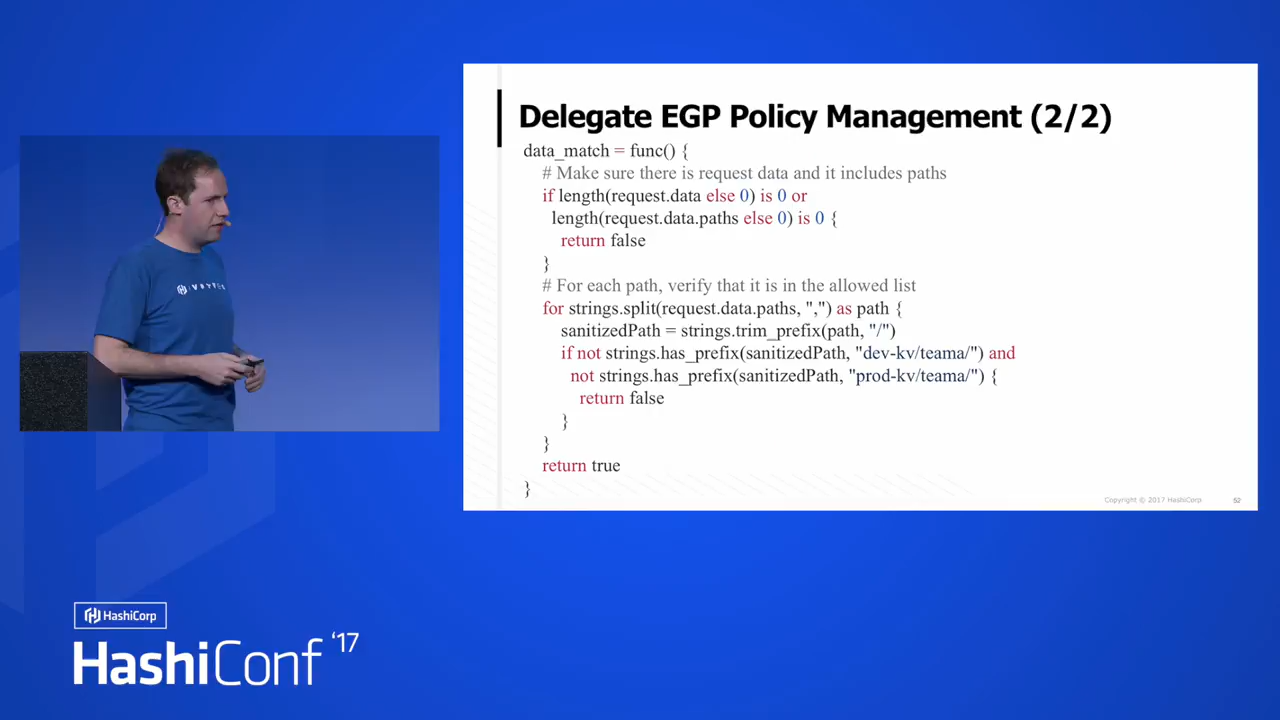 Delegate EGP Policy Management (2/2)
data_match = func() {
# Make sure there is request data and it includes paths
if length(request.data else 0) is 0 or
length(request.data.paths else 0) is 0 {
return false
}
# For each path, verify that it is in the allowed list
for strings.split(request.data.paths, ",") as path {
sanitizedPath = strings.trim_prefix(path, "/")
if not strings.has_prefix(sanitizedPath, "dev-kv/teama/") and
not strings.has_prefix(sanitizedPath, "prod-kv/teama/") {
return false
}
}
return true
}
Copyright © 2017 HashiCorp
52
HashiCorp
HashiConf '17